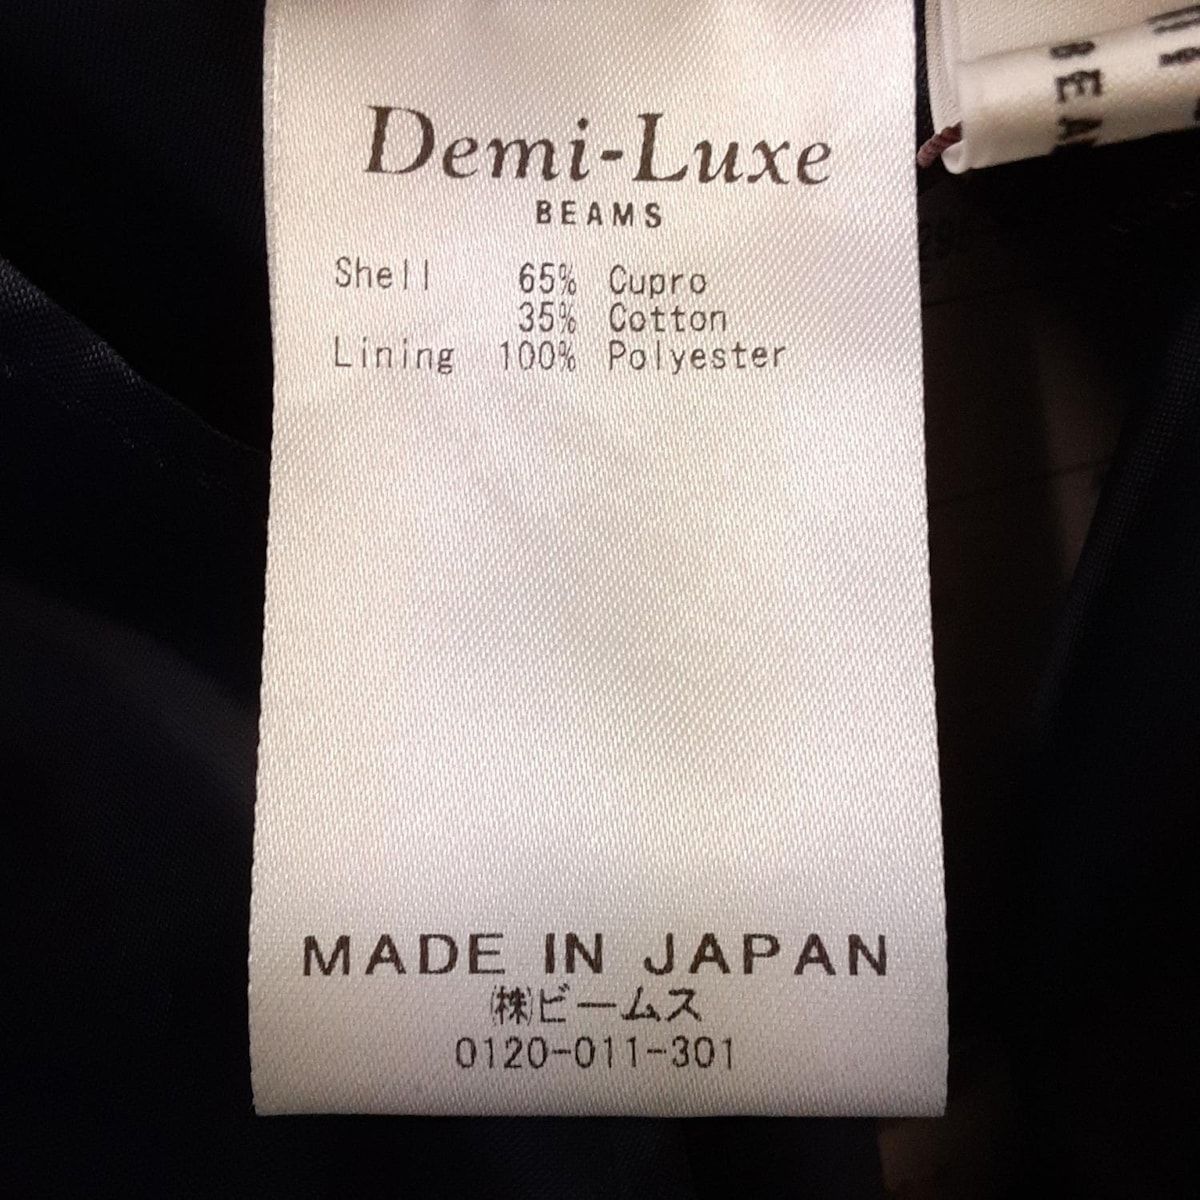 Demi-Luxe
BEAMS
Shell 65% Cupro
35% Cotton
Lining 100% Polyester
MADE IN JAPAN
㈱ビームス
0120-011-301